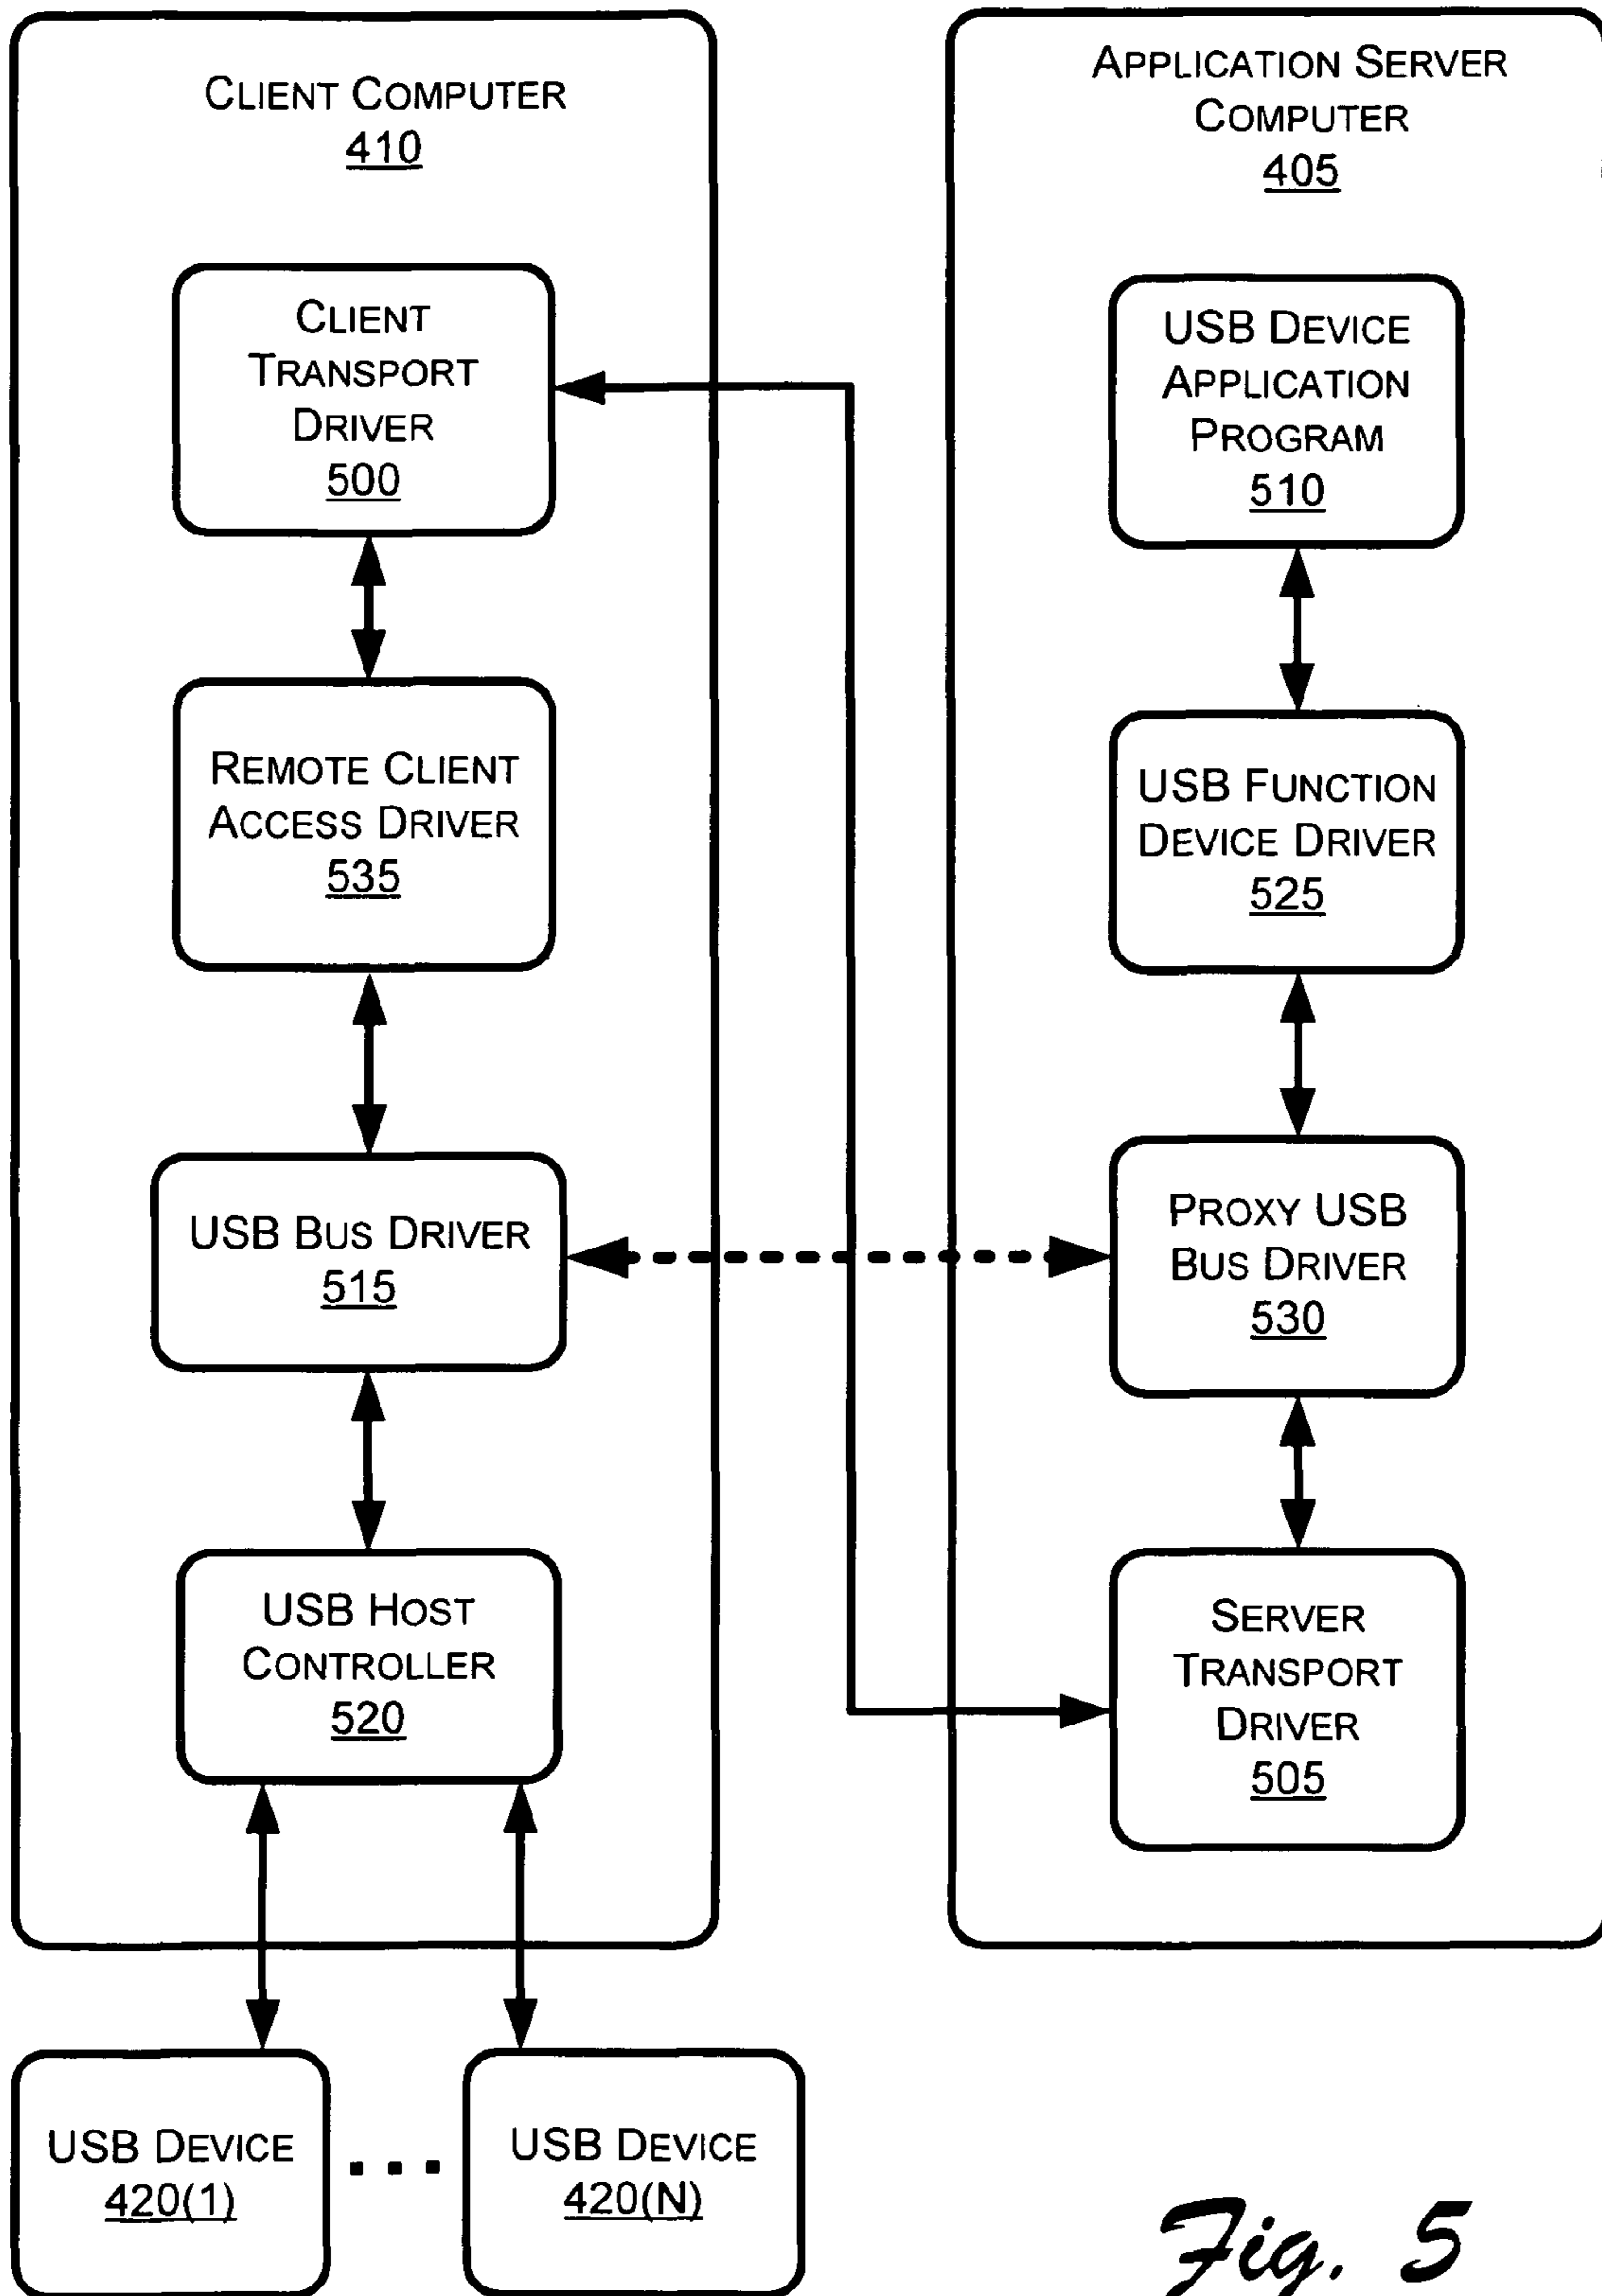 CLIENT COMPUTER
410
CLIENT
TRANSPORT
DRIVER
500
REMOTE CLIENT
ACCESS DRIVER
535
USB BUS DRIVER
515
USB HOST
CONTROLLER
520
USB DEVICE
420(1)
USB DEVICE
420(N)
APPLICATION SERVER
COMPUTER
405
USB DEVICE
APPLICATION
PROGRAM
510
USB FUNCTION
DEVICE DRIVER
525
PROXY USB
BUS DRIVER
530
SERVER
TRANSPORT
DRIVER
505
Fig. 5